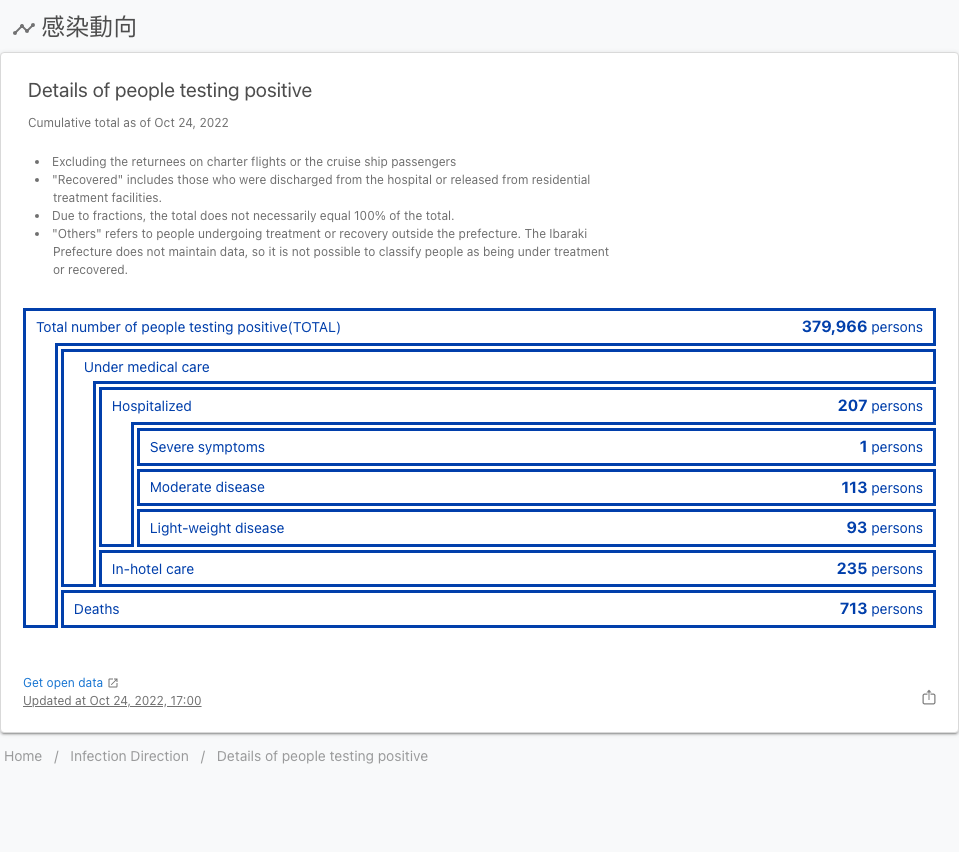 感染動向
Details of people testing positive
Cumulative total as of Oct 24, 2022
Excluding the returnees on charter flights or the cruise ship passengers
"Recovered" includes those who were discharged from the hospital or released from residential
treatment facilities.
Due to fractions, the total does not necessarily equal 100% of the total.
"Others" refers to people undergoing treatment or recovery outside the prefecture. The Ibaraki
Prefecture does not maintain data, so it is not possible to classify people as being under treatment
or recovered.
Total number of people testing positive(TOTAL) 379,966 persons
Under medical care
Hospitalized 207 persons
Severe symptoms 1 persons
Moderate disease 113 persons
Light-weight disease 93 persons
In-hotel care 235 persons
Deaths 713 persons
Get open data
Updated at Oct 24, 2022, 17:00
Home / Infection Direction / Details of people testing positive